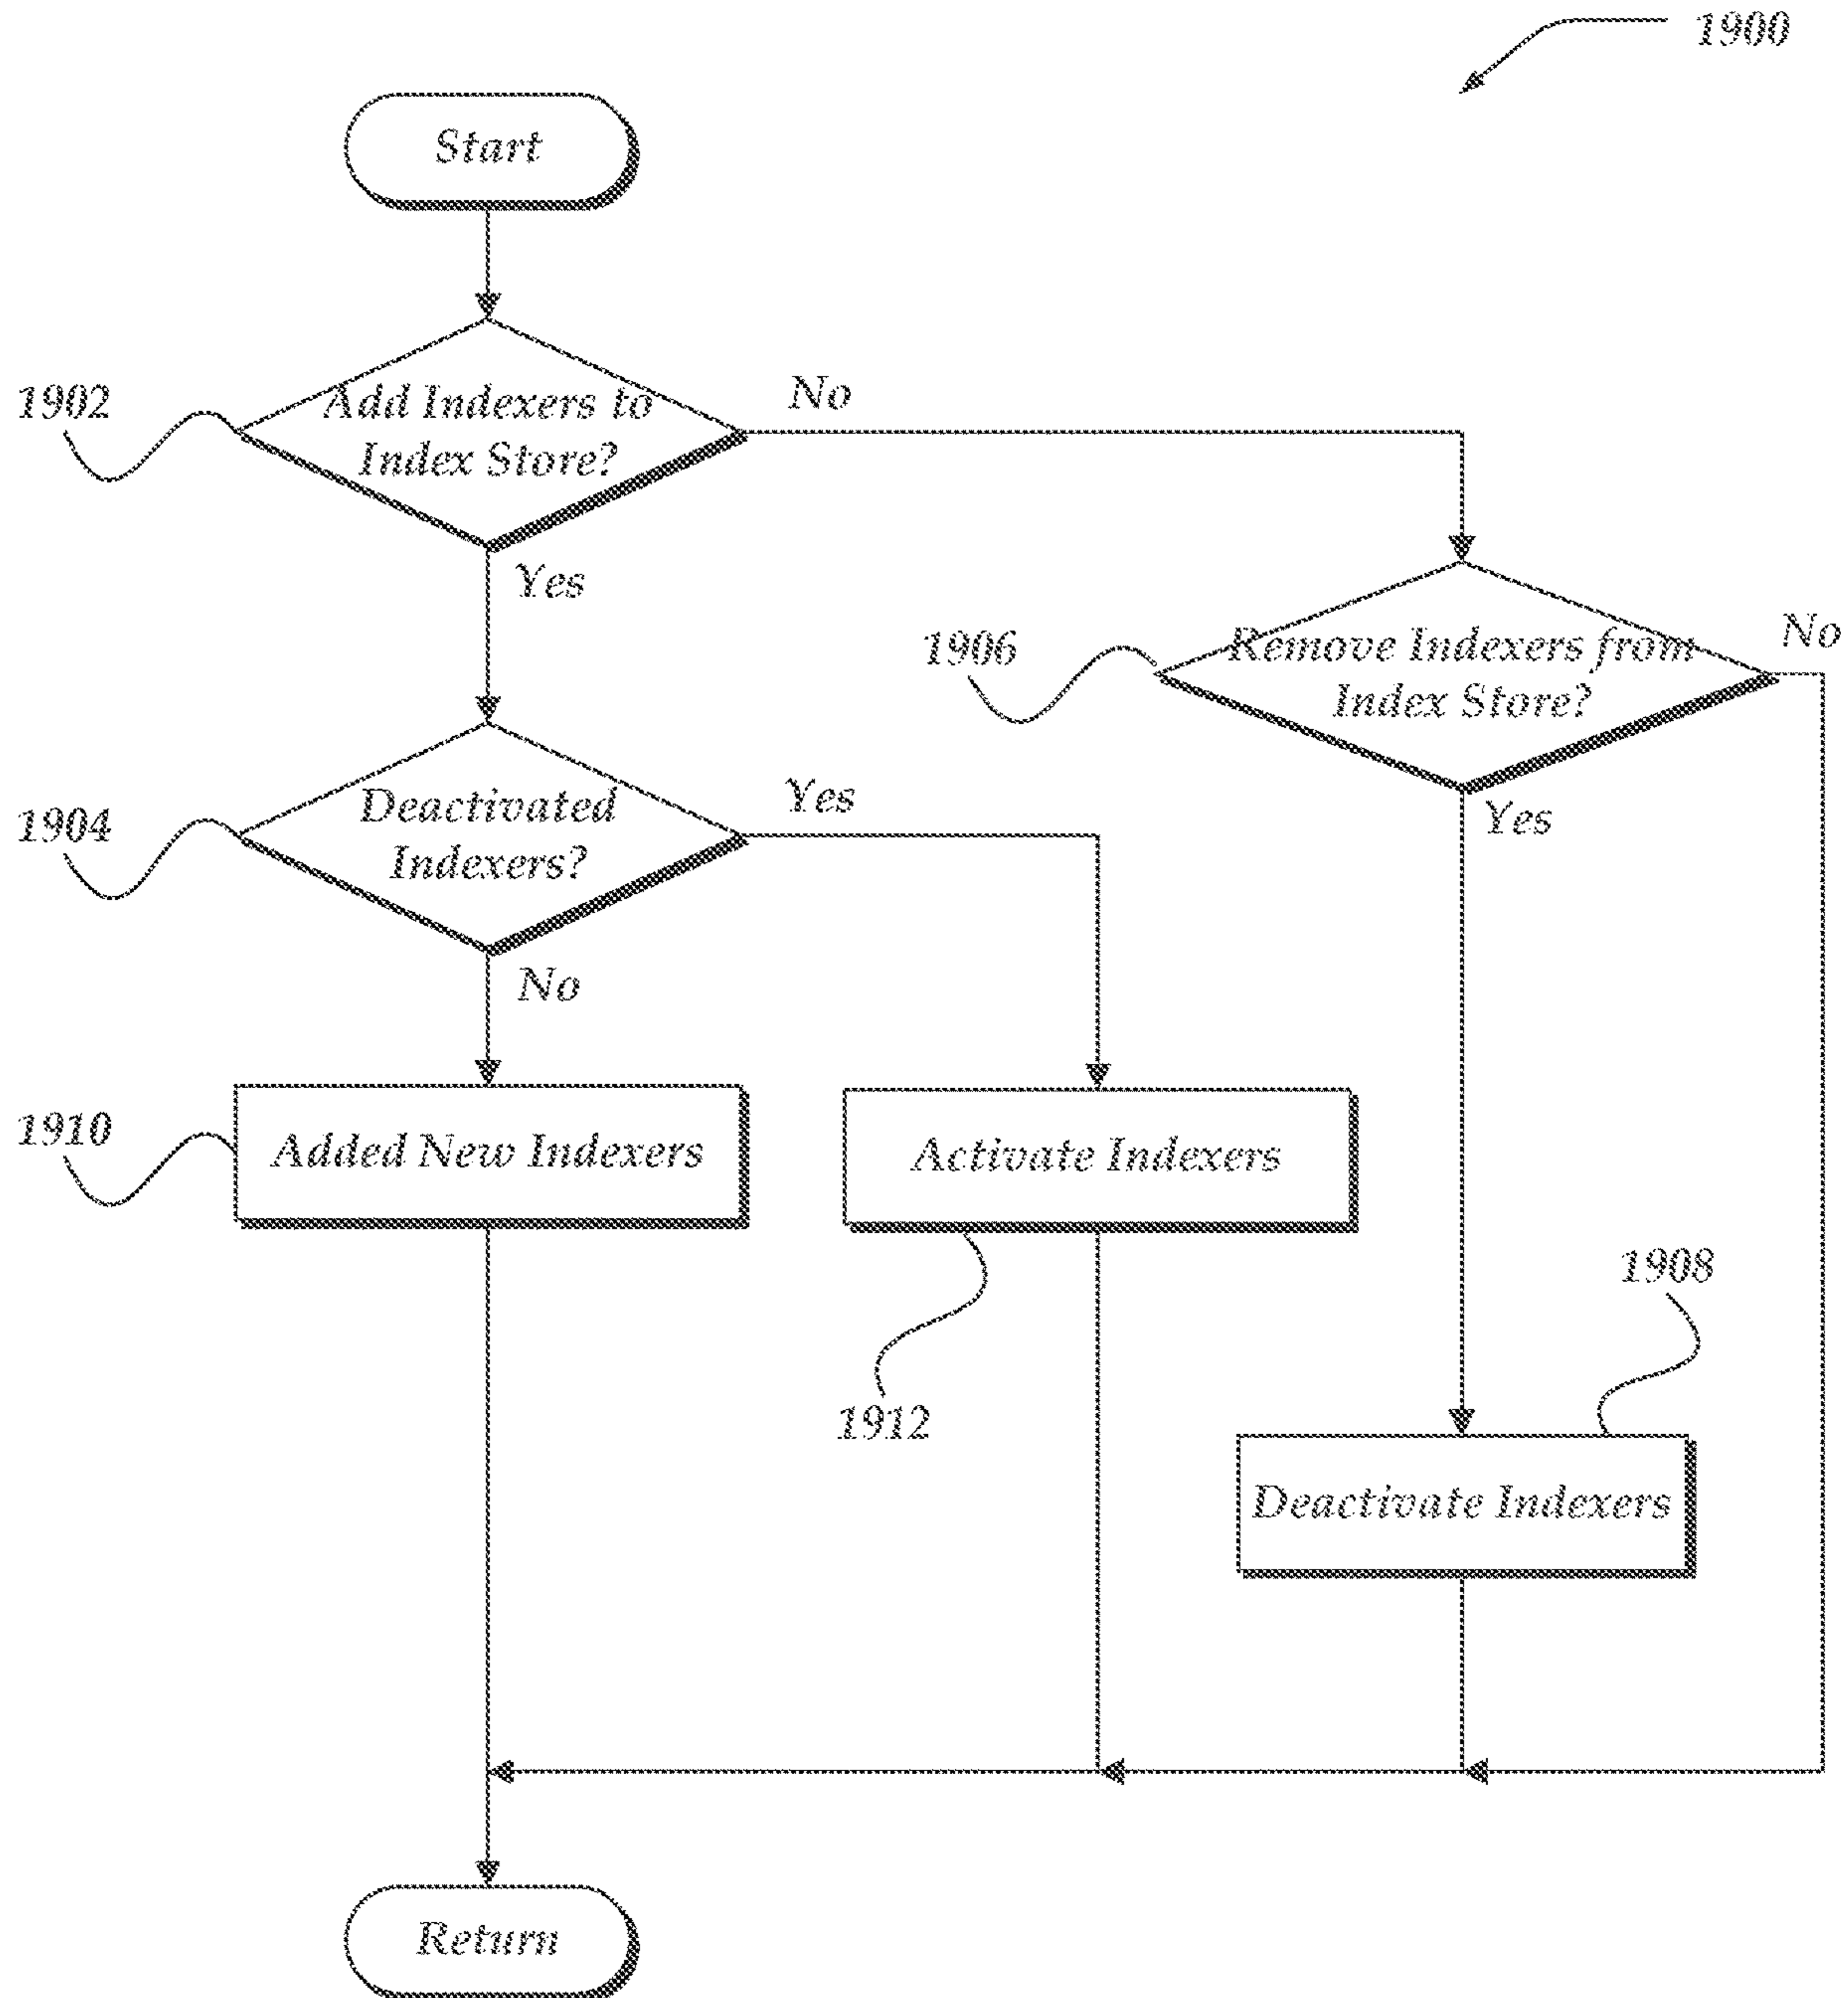 1900
Start
1902
Add Indexers to
Index Store?
No
Yes
1906
Remove Indexers from
Index Store?
No
Yes
1904
Deactivated
Indexers?
Yes
No
1910
Added New Indexers
Activate Indexers
1912
1908
Deactivate Indexers
Return